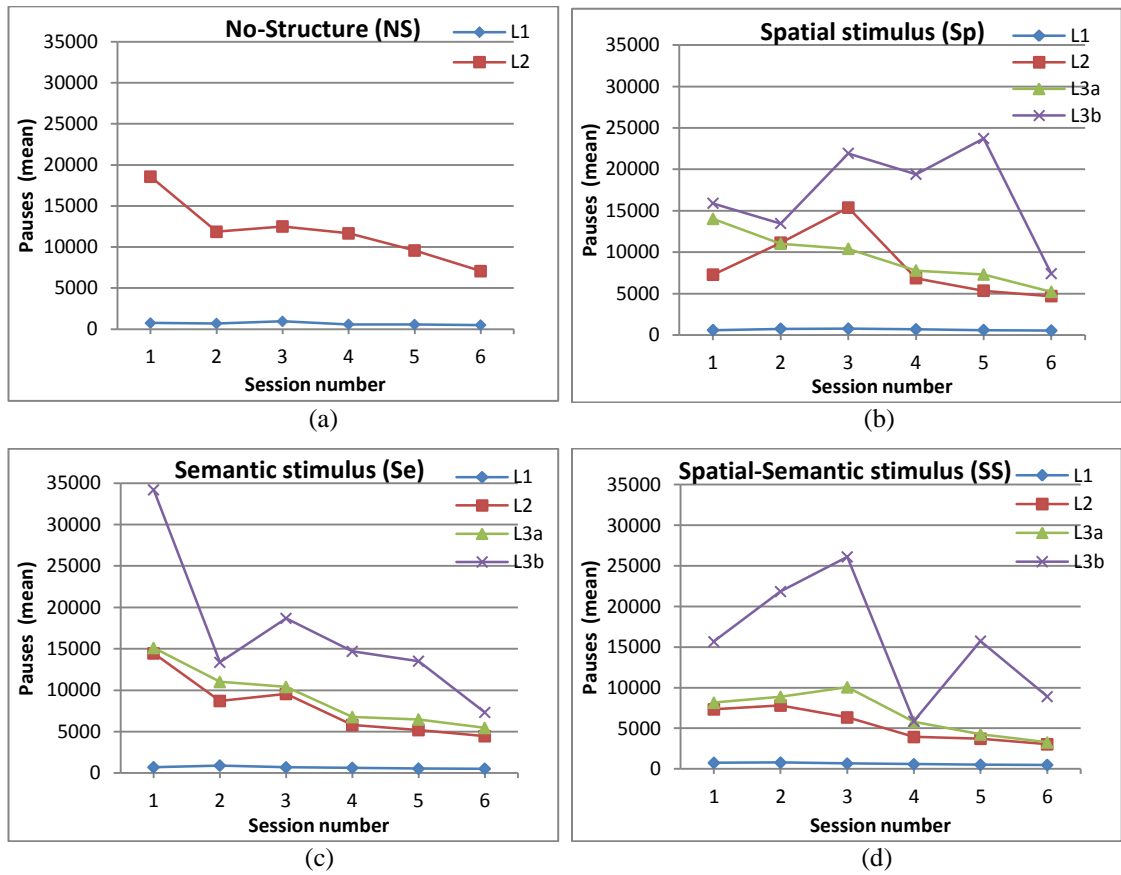 No-Structure (NS)
L1
L2
35000
30000
25000
20000
15000
10000
5000
0
Pauses (mean)
1 2 3 4 5 6
Session number
(a)
Spatial stimulus (Sp)
L1
L2
L3a
L3b
35000
30000
25000
20000
15000
10000
5000
0
Pauses (mean)
1 2 3 4 5 6
Session number
(b)
Semantic stimulus (Se)
L1
L2
L3a
L3b
35000
30000
25000
20000
15000
10000
5000
0
Pauses (mean)
1 2 3 4 5 6
Session number
(c)
Spatial-Semantic stimulus (SS)
L1
L2
L3a
L3b
35000
30000
25000
20000
15000
10000
5000
0
Pauses (mean)
1 2 3 4 5 6
Session number
(d)